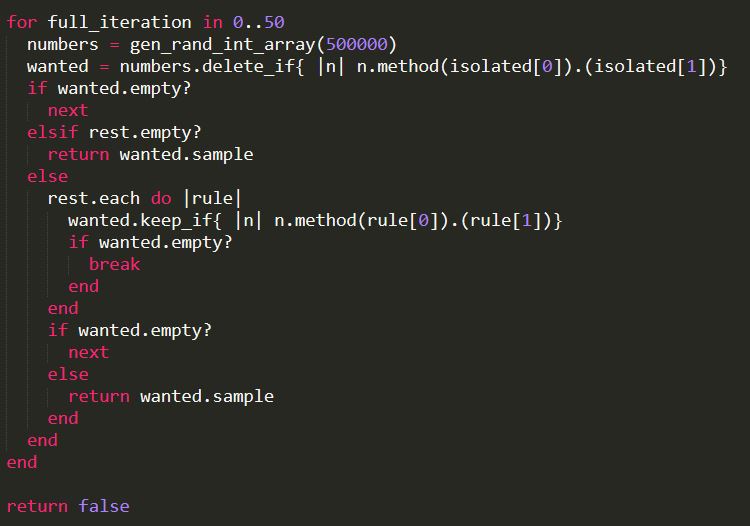 for full_iteration in 0..50
  numbers = gen_rand_int_array(500000)
  wanted = numbers.delete_if{ |n| n.method(isolated[0]).(isolated[1])}
  if wanted.empty?
    next
  elsif rest.empty?
    return wanted.sample
  else
    rest.each do |rule|
      wanted.keep_if{ |n| n.method(rule[0]).(rule[1])}
      if wanted.empty?
        break
      end
    end
    if wanted.empty?
      next
    else
      return wanted.sample
    end
  end
end

return false